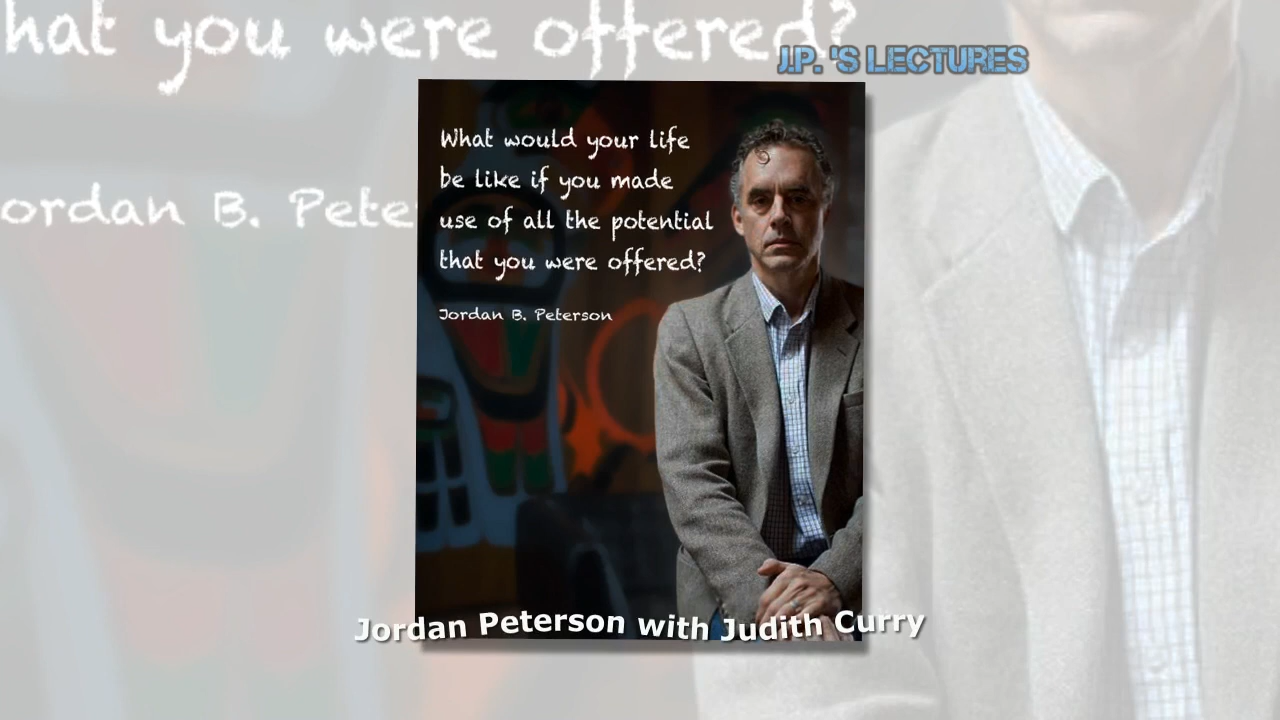 hat you were offered?
J.P. 'S LECTURES
What would your life
be like if you made
use of all the potential
that you were offered?
Jordan B. Peterson
ordan B. Pete
Jordan Peterson with Judith Curry